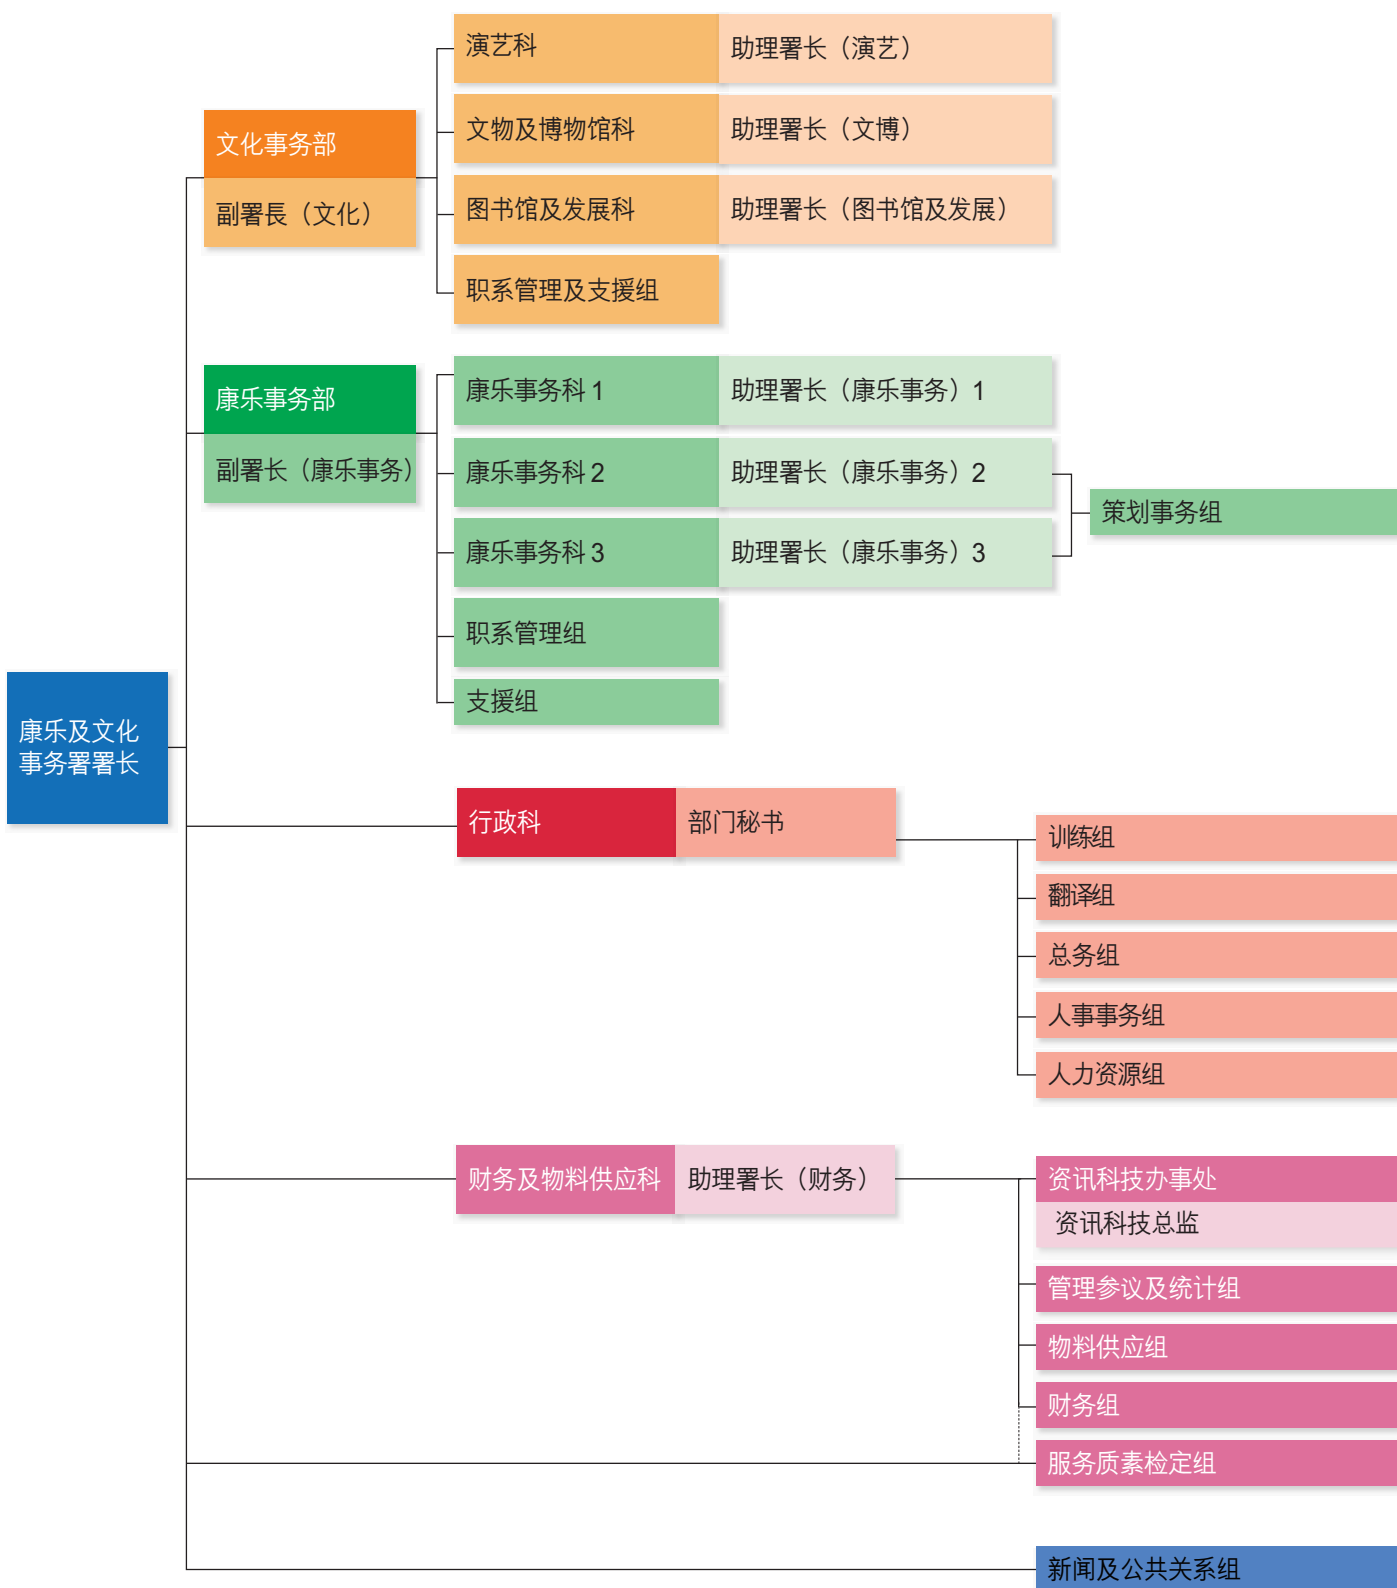 演艺科
助理署长（演艺）
文物及博物馆科
助理署长（文博）
文化事务部
副署長（文化）
图书馆及发展科
助理署长（图书馆及发展）
职系管理及支援组
康乐事务部
副署长（康乐事务）
康乐事务科 1
助理署长（康乐事务）1
康乐事务科 2
助理署长（康乐事务）2
策划事务组
康乐事务科 3
助理署长（康乐事务）3
职系管理组
支援组
康乐及文化
事务署署长
行政科
部门秘书
训练组
翻译组
总务组
人事事务组
人力资源组
财务及物料供应科
助理署长（财务）
资讯科技办事处
资讯科技总监
管理参议及统计组
物料供应组
财务组
服务质素检定组
新闻及公共关系组